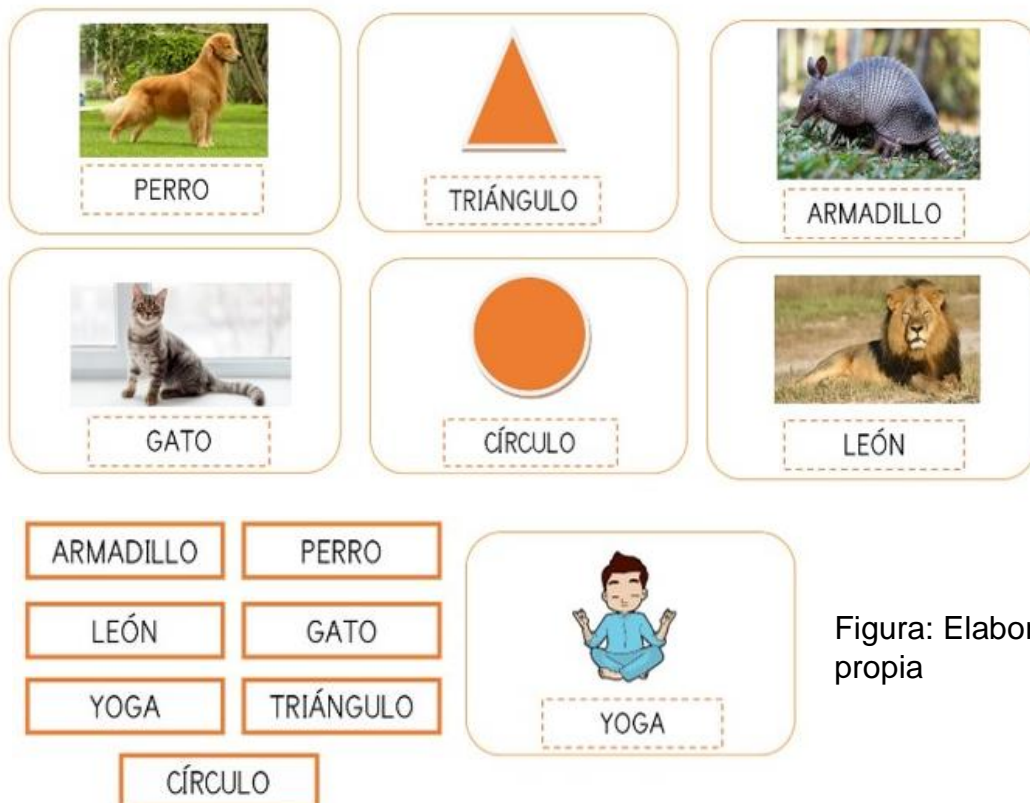 PERRO
TRIÁNGULO
ARMADILLO
GATO
CÍRCULO
LEÓN
ARMADILLO
PERRO
LEÓN
GATO
YOGA
TRIÁNGULO
CÍRCULO
YOGA
Figura: Elabor
propia